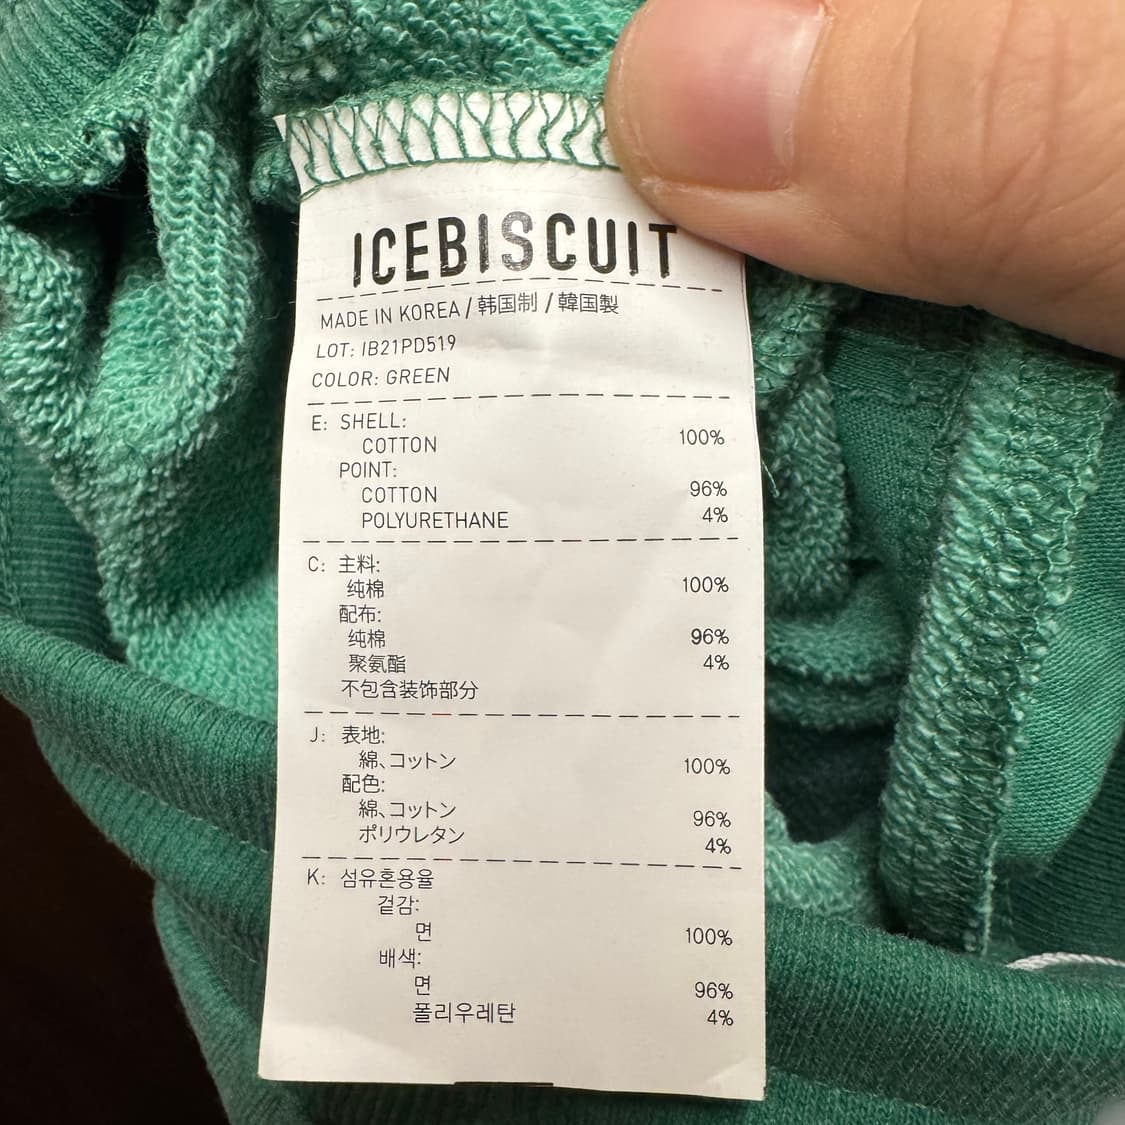 ICEBISCUIT
MADE IN KOREA / 韩国制 / 韓国製
LOT: IB21PD519
COLOR: GREEN
E: SHELL:
COTTON 100%
POINT:
COTTON 96%
POLYURETHANE 4%
C: 主料:
纯棉 100%
配布:
纯棉 96%
聚氨酯 4%
不包含装饰部分
J: 表地:
綿、コットン 100%
配色:
綿、コットン 96%
ポリウレタン 4%
K: 섬유혼용율
겉감:
면 100%
배색:
면 96%
폴리우레탄 4%